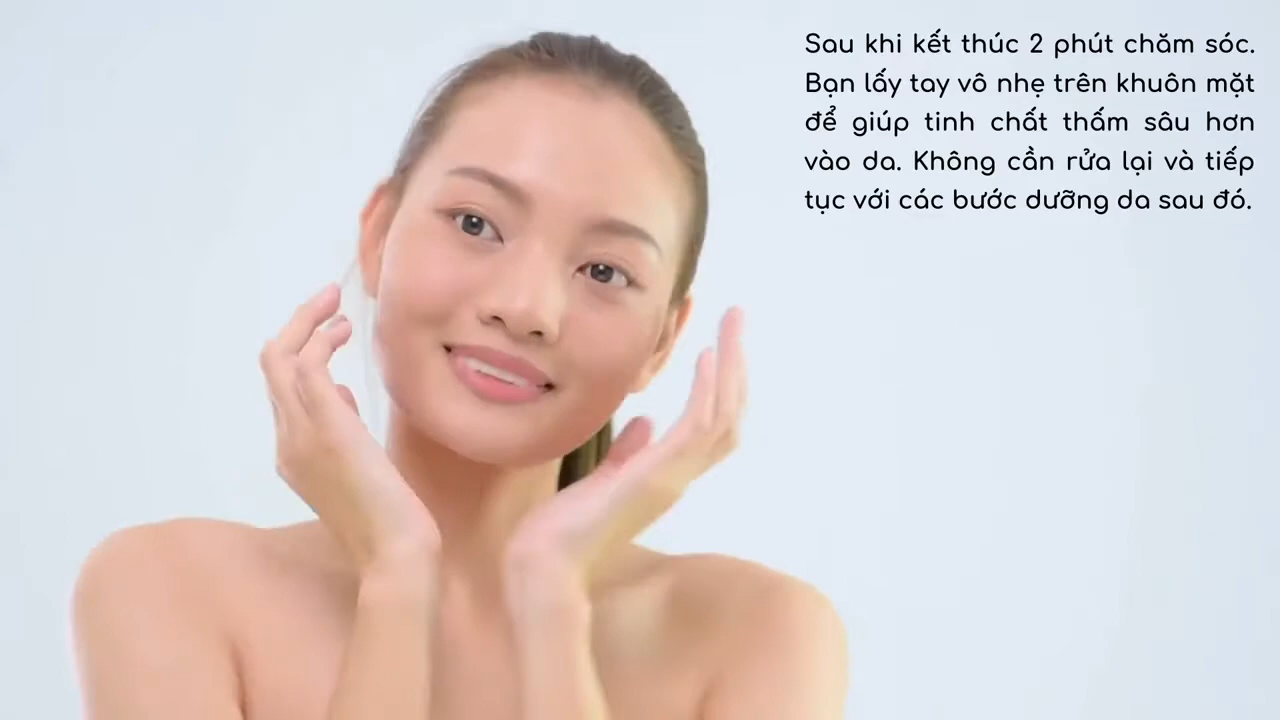 Sau khi kết thúc 2 phút chăm sóc.
Bạn lấy tay vô nhẹ trên khuôn mặt
để giúp tinh chất thấm sâu hơn
vào da. Không cần rửa lại và tiếp
tục với các bước dưỡng da sau đó.